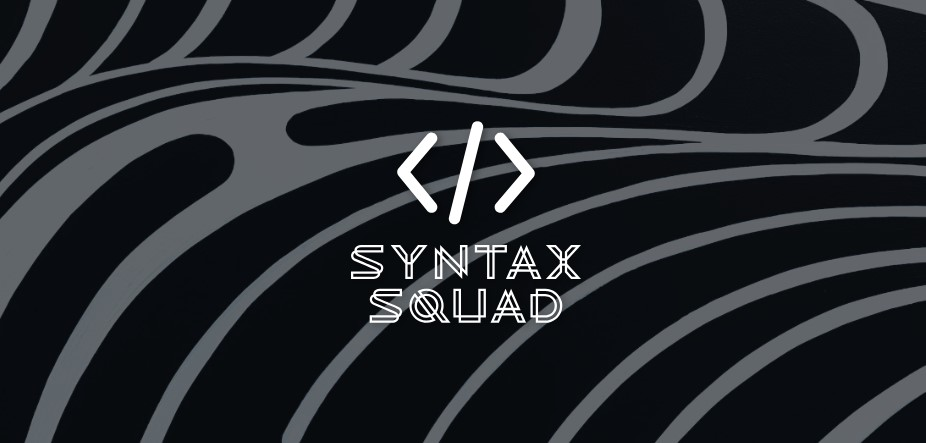 </>
SYNTAX
SQUAD